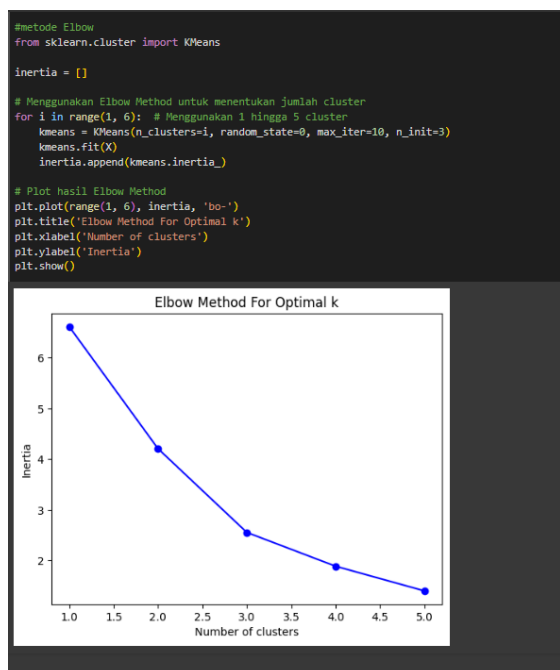 #metode Elbow
from sklearn.cluster import KMeans
inertia = []
# Menggunakan Elbow Method untuk menentukan jumlah cluster
for i in range(1, 6):  # Menggunakan 1 hingga 5 cluster
    kmeans = KMeans(n_clusters=i, random_state=0, max_iter=10, n_init=3)
    kmeans.fit(X)
    inertia.append(kmeans.inertia_)
# Plot hasil Elbow Method
plt.plot(range(1, 6), inertia, 'bo-')
plt.title('Elbow Method For Optimal k')
plt.xlabel('Number of clusters')
plt.ylabel('Inertia')
plt.show()
Elbow Method For Optimal k
6
5
4
3
2
Inertia
1.0 1.5 2.0 2.5 3.0 3.5 4.0 4.5 5.0
Number of clusters